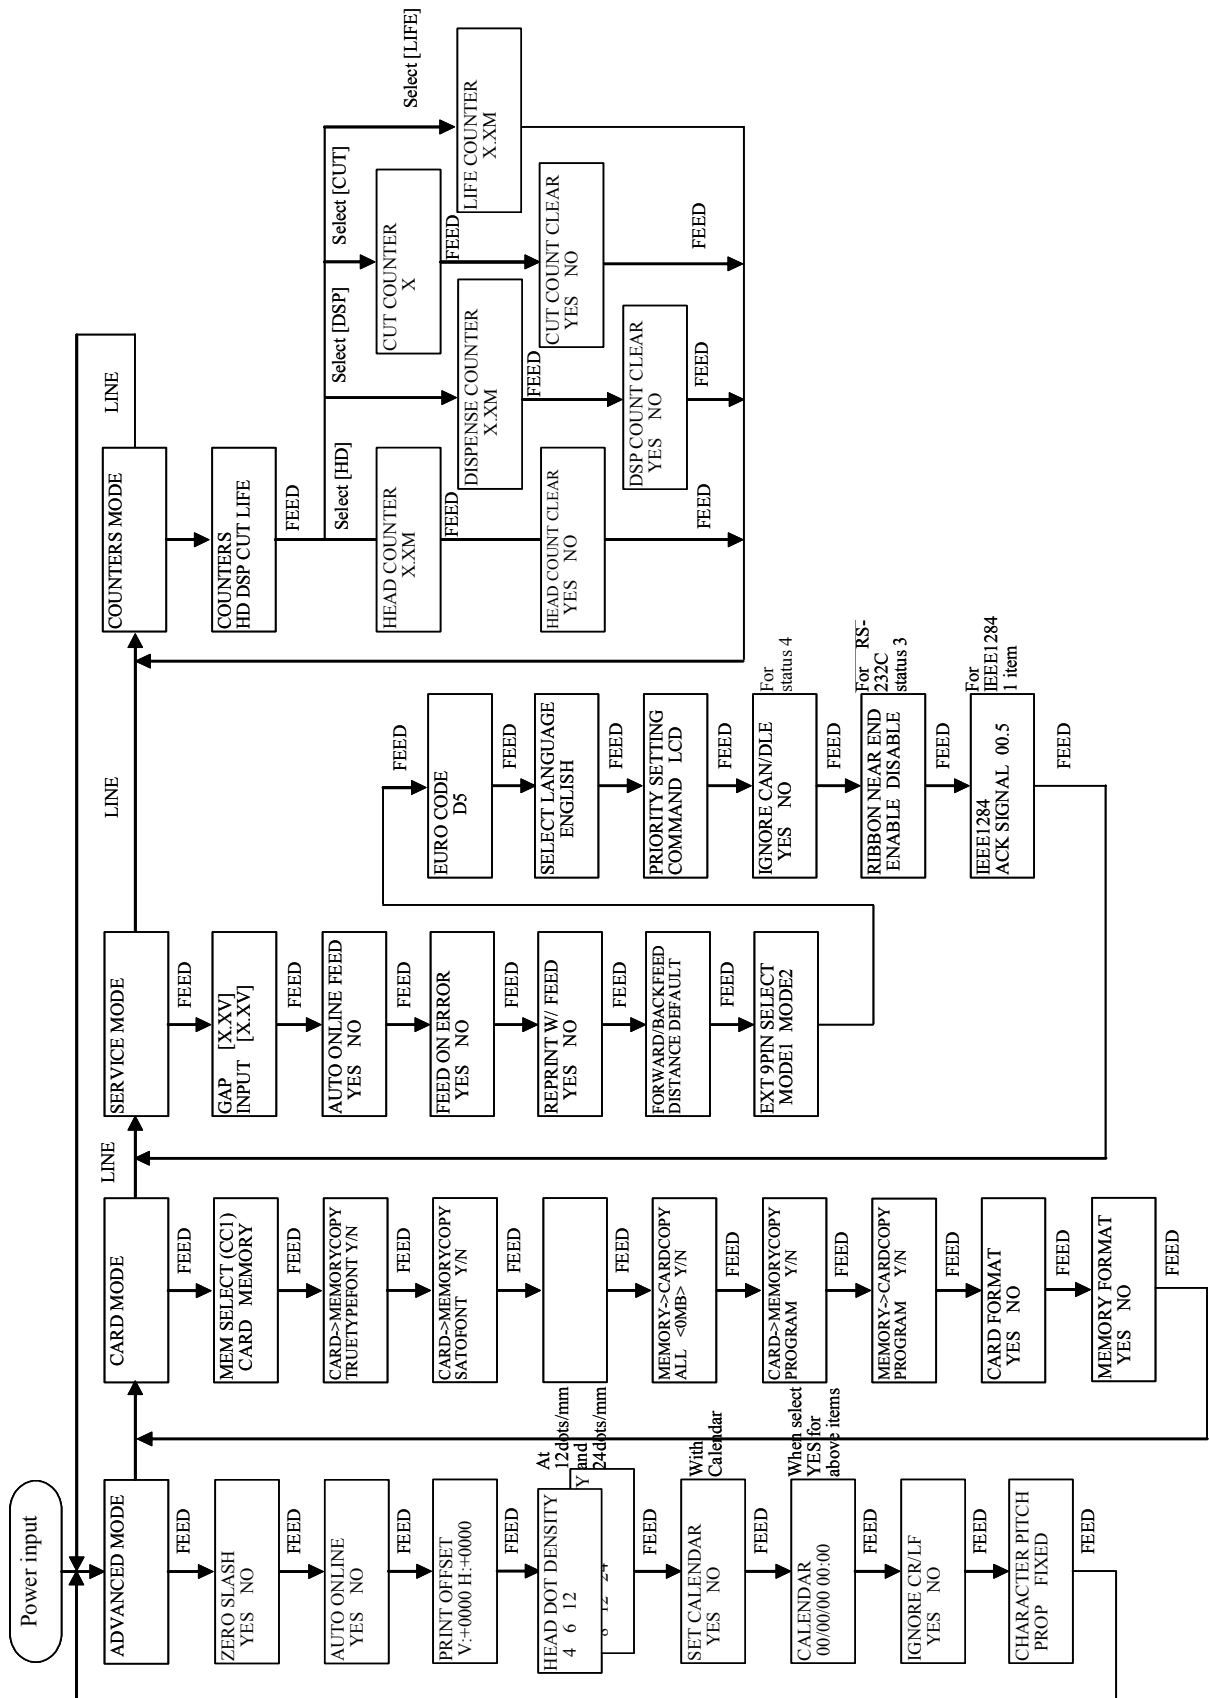 Power input
ADVANCED MODE
FEED
ZERO SLASH
YES NO
FEED
AUTO ONLINE
YES NO
FEED
PRINT OFFSET
V:+0000 H:+0000
FEED
HEAD DOT DENSITY
4 6 12
Y
8 12 24
At
12dots/mm
and
24dots/mm
FEED
SET CALENDAR
YES NO
With
Calendar
FEED
CALENDAR
00/00/00 00:00
When select
YES for
above items
FEED
IGNORE CR/LF
YES NO
FEED
CHARACTER PITCH
PROP FIXED
FEED
CARD MODE
FEED
MEM SELECT (CC1)
CARD MEMORY
FEED
CARD->MEMORYCOPY
TRUETYPEFONT Y/N
FEED
CARD->MEMORYCOPY
SATOFONT Y/N
FEED
FEED
MEMORY->CARDCOPY
ALL <0MB> Y/N
FEED
CARD->MEMORYCOPY
PROGRAM Y/N
FEED
MEMORY->CARDCOPY
PROGRAM Y/N
FEED
CARD FORMAT
YES NO
FEED
MEMORY FORMAT
YES NO
FEED
LINE
SERVICE MODE
FEED
GAP [X.XV]
INPUT [X.XV]
FEED
AUTO ONLINE FEED
YES NO
FEED
FEED ON ERROR
YES NO
FEED
REPRINT W/ FEED
YES NO
FEED
FORWARD/BACKFEED
DISTANCE DEFAULT
FEED
EXT 9PIN SELECT
MODE1 MODE2
FEED
EURO CODE
D5
FEED
SELECT LANGUAGE
ENGLISH
FEED
PRIORITY SETTING
COMMAND LCD
FEED
IGNORE CAN/DLE
YES NO
For
status 4
FEED
RIBBON NEAR END
ENABLE DISABLE
For RS-
232C
status 3
FEED
IEEE1284
ACK SIGNAL 00.5
For
IEEE1284
1 item
FEED
LINE
COUNTERS MODE
LINE
COUNTERS
HD DSP CUT LIFE
FEED
Select [HD]
HEAD COUNTER
X.XM
FEED
HEAD COUNT CLEAR
YES NO
FEED
Select [DSP]
DISPENSE COUNTER
X.XM
FEED
DSP COUNT CLEAR
YES NO
FEED
Select [CUT]
CUT COUNTER
X
FEED
CUT COUNT CLEAR
YES NO
FEED
Select [LIFE]
LIFE COUNTER
X.XM